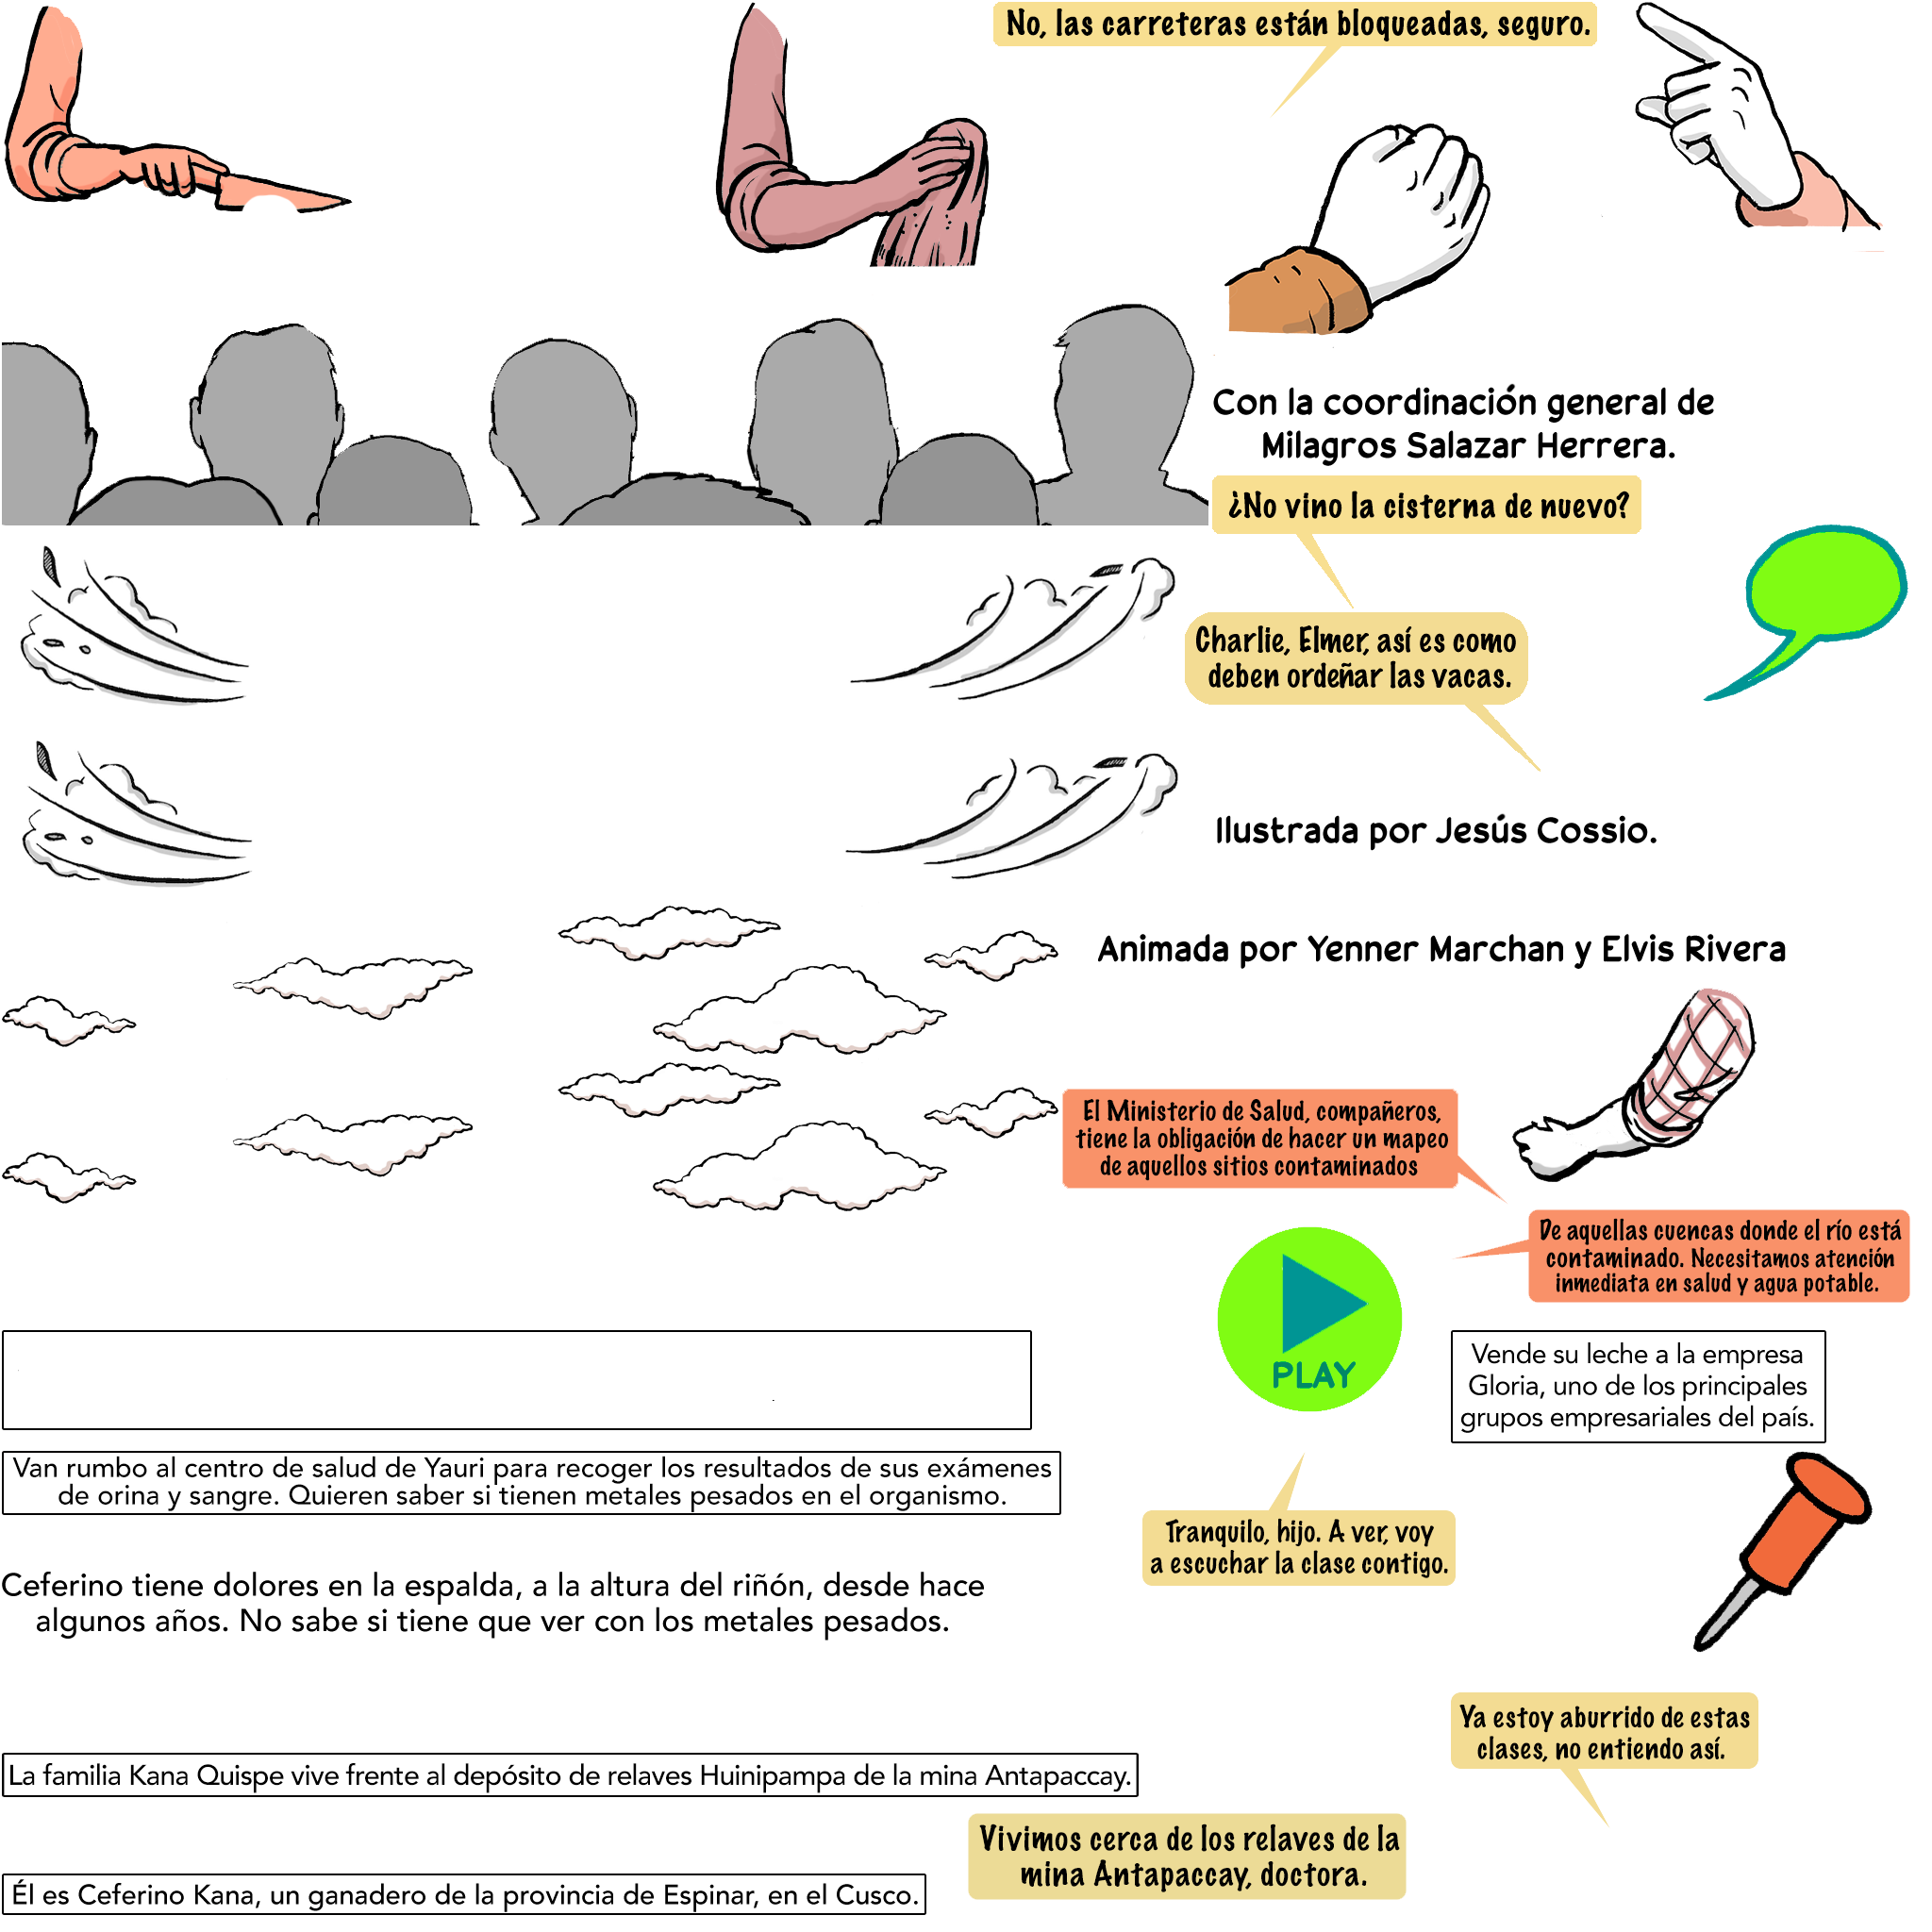 No, las carreteras están bloqueadas, seguro.
Con la coordinación general de
Milagros Salazar Herrera.
¿No vino la cisterna de nuevo?
Charlie, Elmer, así es como
deben ordeñar las vacas.
Ilustrada por Jesús Cossio.
Animada por Yenner Marchan y Elvis Rivera
El Ministerio de Salud, compañeros,
tiene la obligación de hacer un mapeo
de aquellos sitios contaminados
De aquellas cuencas donde el río está
contaminado. Necesitamos atención
inmediata en salud y agua potable.
PLAY
Vende su leche a la empresa
Gloria, uno de los principales
grupos empresariales del país.
Van rumbo al centro de salud de Yauri para recoger los resultados de sus exámenes
de orina y sangre. Quieren saber si tienen metales pesados en el organismo.
Tranquilo, hijo. A ver, voy
a escuchar la clase contigo.
Ceferino tiene dolores en la espalda, a la altura del riñón, desde hace
algunos años. No sabe si tiene que ver con los metales pesados.
Ya estoy aburrido de estas
clases, no entiendo así.
La familia Kana Quispe vive frente al depósito de relaves Huinipampa de la mina Antapaccay.
Vivimos cerca de los relaves de la
mina Antapaccay, doctora.
Él es Ceferino Kana, un ganadero de la provincia de Espinar, en el Cusco.